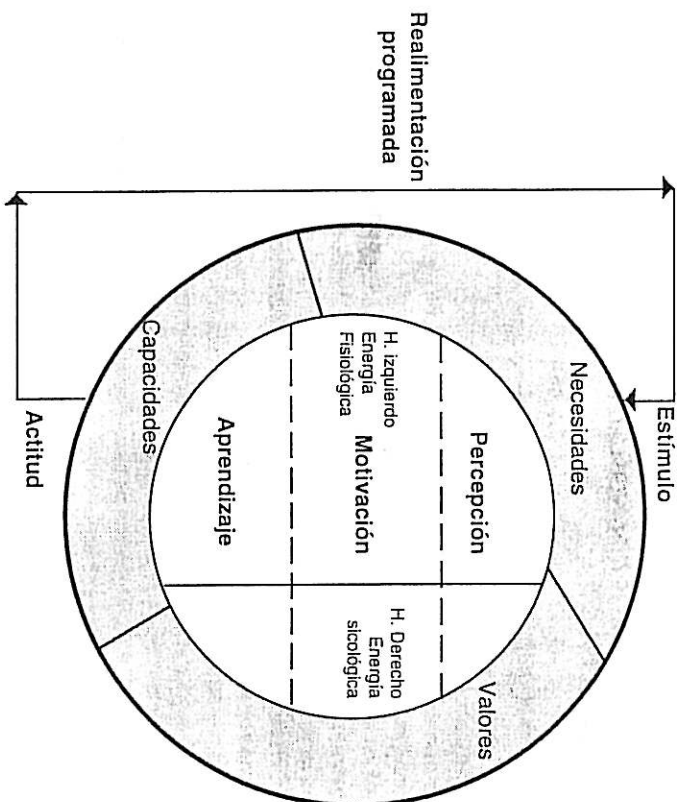 Realimentación
programada
Estímulo
Necesidades
Percepción
H. izquierdo
Energía
Fisiológica
Motivación
H. Derecho
Energía
sicológica
Aprendizaje
Valores
Capacidades
Actitud